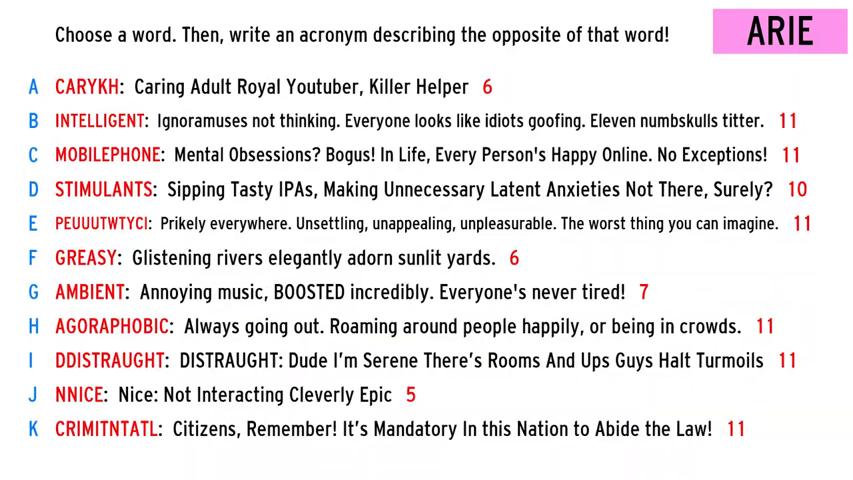 Choose a word. Then, write an acronym describing the opposite of that word!
ARIE
A CARYKH: Caring Adult Royal Youtuber, Killer Helper 6
B INTELLIGENT: Ignoramuses not thinking. Everyone looks like idiots goofing. Eleven numbskulls titter. 11
C MOBILEPHONE: Mental Obsessions? Bogus! In Life, Every Person's Happy Online. No Exceptions! 11
D STIMULANTS: Sipping Tasty IPAs, Making Unnecessary Latent Anxieties Not There, Surely? 10
E PEUUUTWTYCI: Prikely everywhere. Unsettling, unappealing, unpleasurable. The worst thing you can imagine. 11
F GREASY: Glistening rivers elegantly adorn sunlit yards. 6
G AMBIENT: Annoying music, BOOSTED incredibly. Everyone's never tired! 7
H AGORAPHOBIC: Always going out. Roaming around people happily, or being in crowds. 11
I DDISTRAUGHT: DISTRAUGHT: Dude I'm Serene There's Rooms And Ups Guys Halt Turmoils 11
J NNICE: Nice: Not Interacting Cleverly Epic 5
K CRIMITNTATL: Citizens, Remember! It's Mandatory In this Nation to Abide the Law! 11